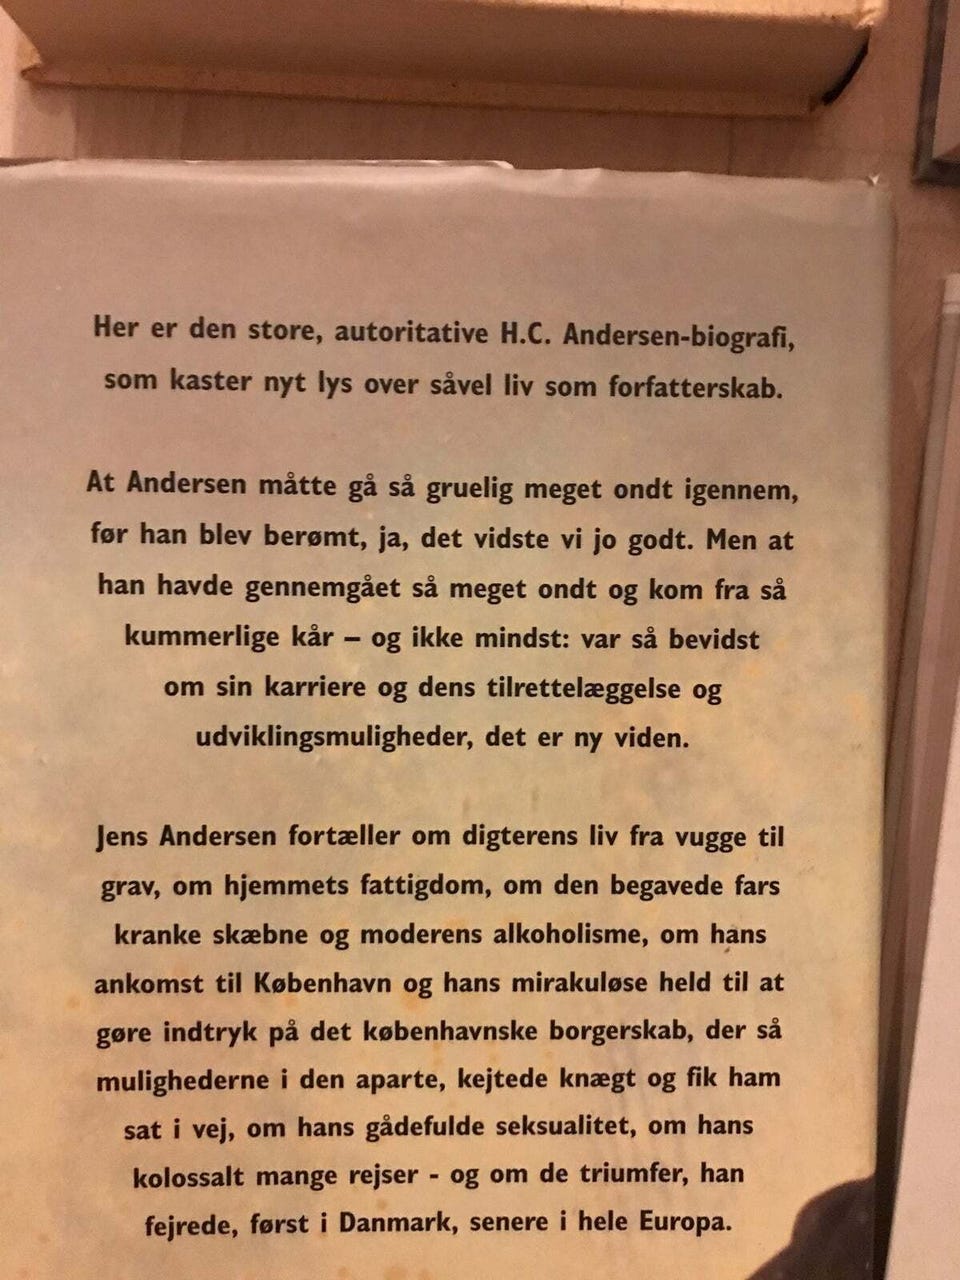 Her er den store, autoritative H.C. Andersen-biografi,
som kaster nyt lys over såvel liv som forfatterskab.
At Andersen måtte gå så gruelig meget ondt igennem,
før han blev berømt, ja, det vidste vi jo godt. Men at
han havde gennemgået så meget ondt og kom fra så
kummerlige kår – og ikke mindst: var så bevidst
om sin karriere og dens tilrettelæggelse og
udviklingsmuligheder, det er ny viden.
Jens Andersen fortæller om digterens liv fra vugge til
grav, om hjemmets fattigdom, om den begavede fars
kranke skæbne og moderens alkoholisme, om hans
ankomst til København og hans mirakuløse held til at
gøre indtryk på det københavnske borgerskab, der så
mulighederne i den aparte, kejtede knægt og fik ham
sat i vej, om hans gådefulde seksualitet, om hans
kolossalt mange rejser - og om de triumfer, han
fejrede, først i Danmark, senere i hele Europa.